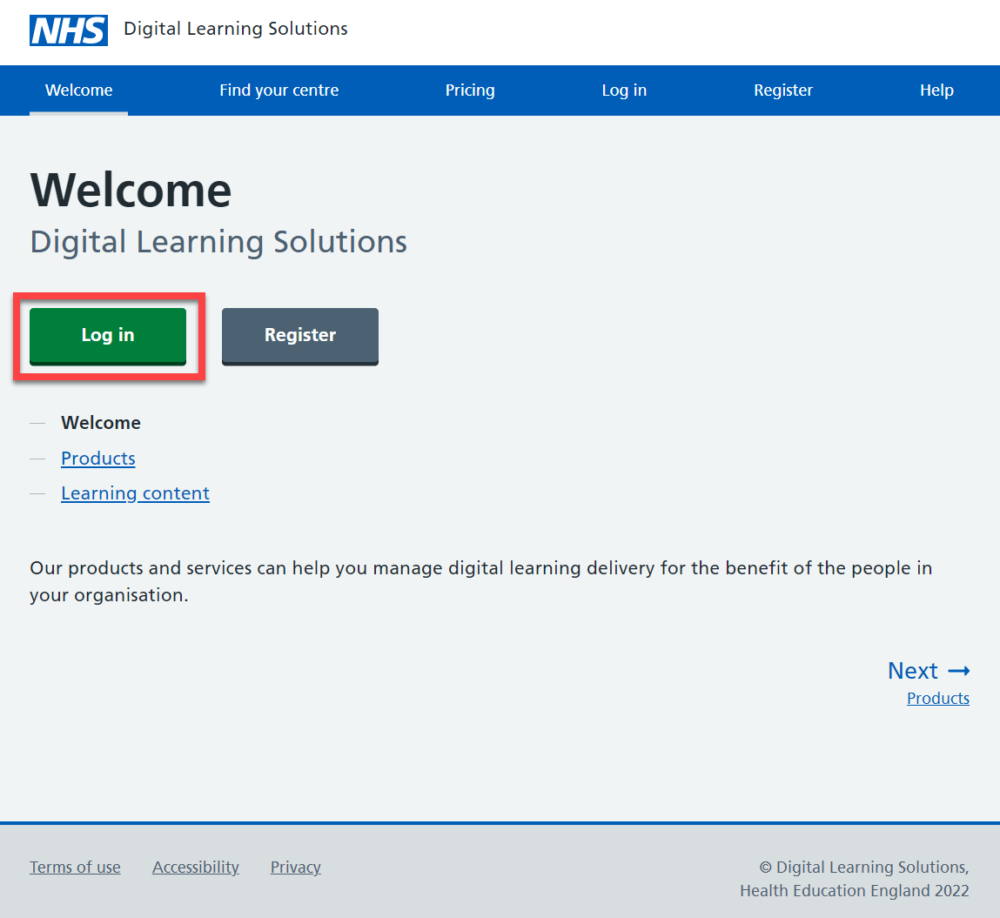 NHS Digital Learning Solutions
Welcome Find your centre Pricing Log in Register Help
Welcome
Digital Learning Solutions
Log in Register
Welcome
Products
Learning content
Our products and services can help you manage digital learning delivery for the benefit of the people in
your organisation.
Next
Products
Terms of use Accessibility Privacy © Digital Learning Solutions,
Health Education England 2022